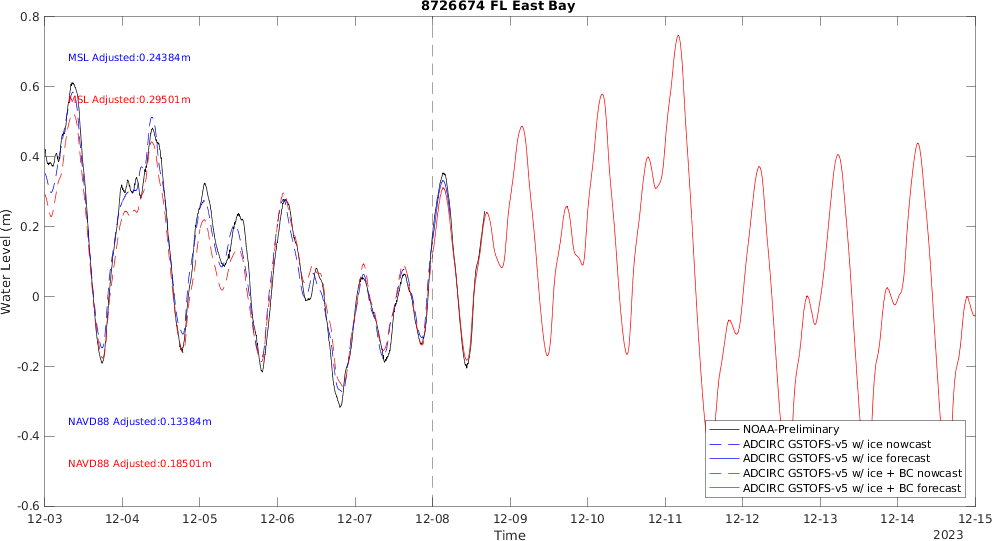 8726674 FL East Bay
0.8
0.6
0.4
0.2
0
-0.2
-0.4
-0.6
Water Level (m)
MSL Adjusted:0.24384m
MSL Adjusted:0.29501m
NAVD88 Adjusted:0.13384m
NAVD88 Adjusted:0.18501m
NOAA-Preliminary
ADCIRC GSTOFS-v5 w/ ice nowcast
ADCIRC GSTOFS-v5 w/ ice forecast
ADCIRC GSTOFS-v5 w/ ice + BC nowcast
ADCIRC GSTOFS-v5 w/ ice + BC forecast
12-03 12-04 12-05 12-06 12-07 12-08 12-09 12-10 12-11 12-12 12-13 12-14 12-15
Time
2023